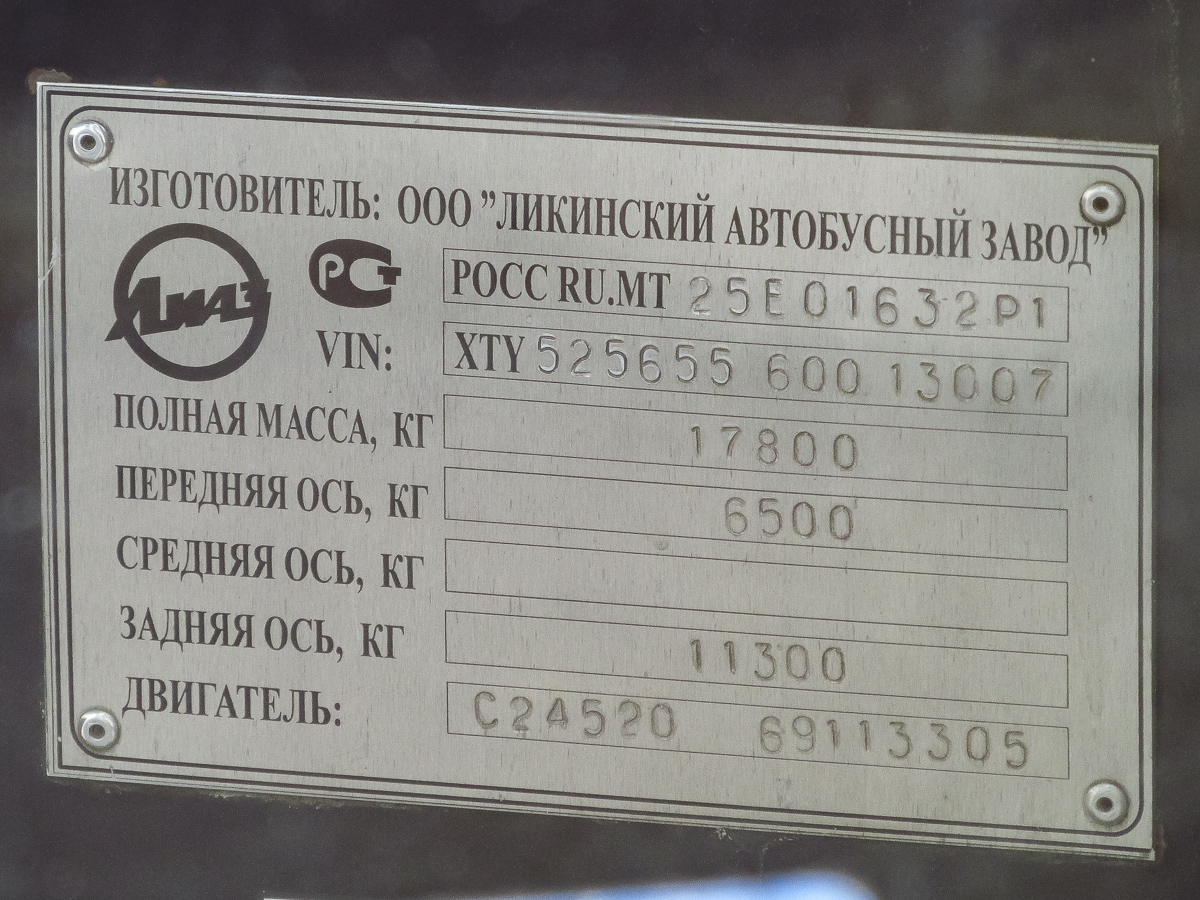 ИЗГОТОВИТЕЛЬ: ООО "ЛИКИНСКИЙ АВТОБУСНЫЙ ЗАВОД"
ЛИАЗ РСТ РОСС RU.МТ 25Е01632Р1
VIN: XTY 525655 600 13007
ПОЛНАЯ МАССА, КГ 17800
ПЕРЕДНЯЯ ОСЬ, КГ 6500
СРЕДНЯЯ ОСЬ, КГ
ЗАДНЯЯ ОСЬ, КГ 11300
ДВИГАТЕЛЬ: C24520 69113305